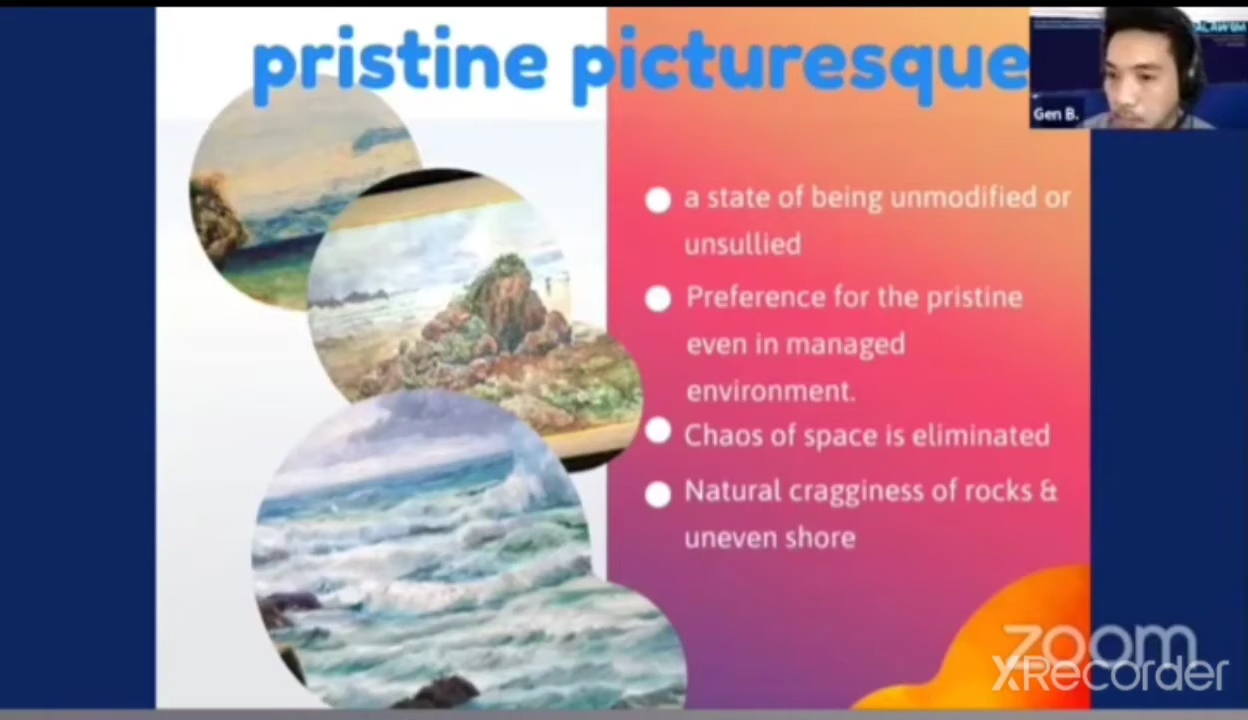 pristine picturesque
Gen B.
a state of being unmodified or
unsullied
Preference for the pristine
even in managed
environment.
Chaos of space is eliminated
Natural cragginess of rocks &
uneven shore
zoom
XRecorder